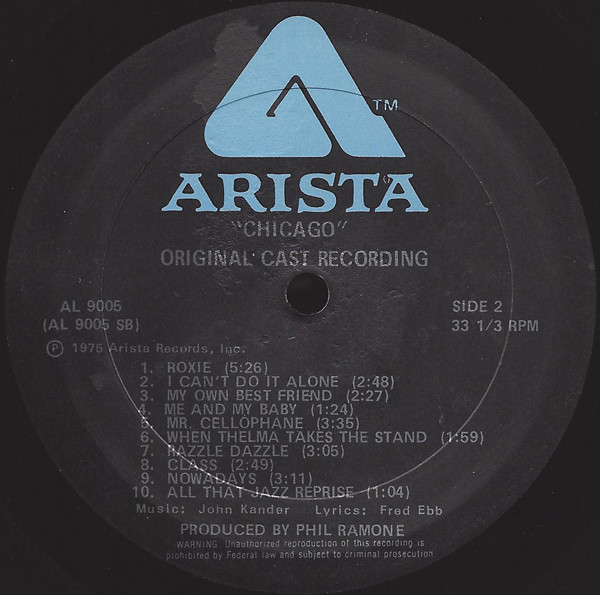 TM
ARISTA
"CHICAGO"
ORIGINAL CAST RECORDING
AL 9005
(AL 9005 SB)
SIDE 2
33 1/3 RPM
Ⓟ 1975 Arista Records, Inc.
1. ROXIE (5:26)
2. I CAN'T DO IT ALONE (2:48)
3. MY OWN BEST FRIEND (2:27)
4. ME AND MY BABY (1:24)
5. MR. CELLOPHANE (3:35)
6. WHEN THELMA TAKES THE STAND (1:59)
7. RAZZLE DAZZLE (3:05)
8. CLASS (2:49)
9. NOWADAYS (3:11)
10. ALL THAT JAZZ REPRISE (1:04)
Music: John Kander Lyrics: Fred Ebb
PRODUCED BY PHIL RAMONE
WARNING: Unauthorized reproduction of this recording is
prohibited by Federal law and subject to criminal prosecution